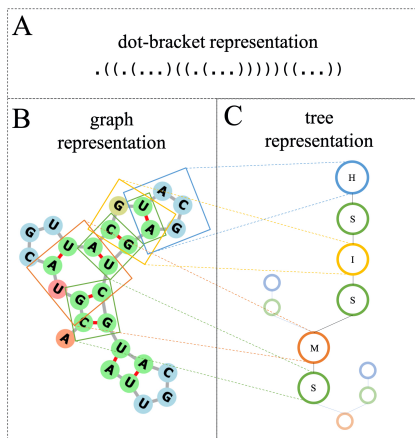 A
dot-bracket representation
.((.(...)((.(...)))))((...))
B
graph
representation
C
tree
representation
A
C
G
U
G
A
C
G
U
G
U
A
C
A
U
U
G
C
C
G
A
U
A
C
A
G
U
U
H
S
I
S
M
S